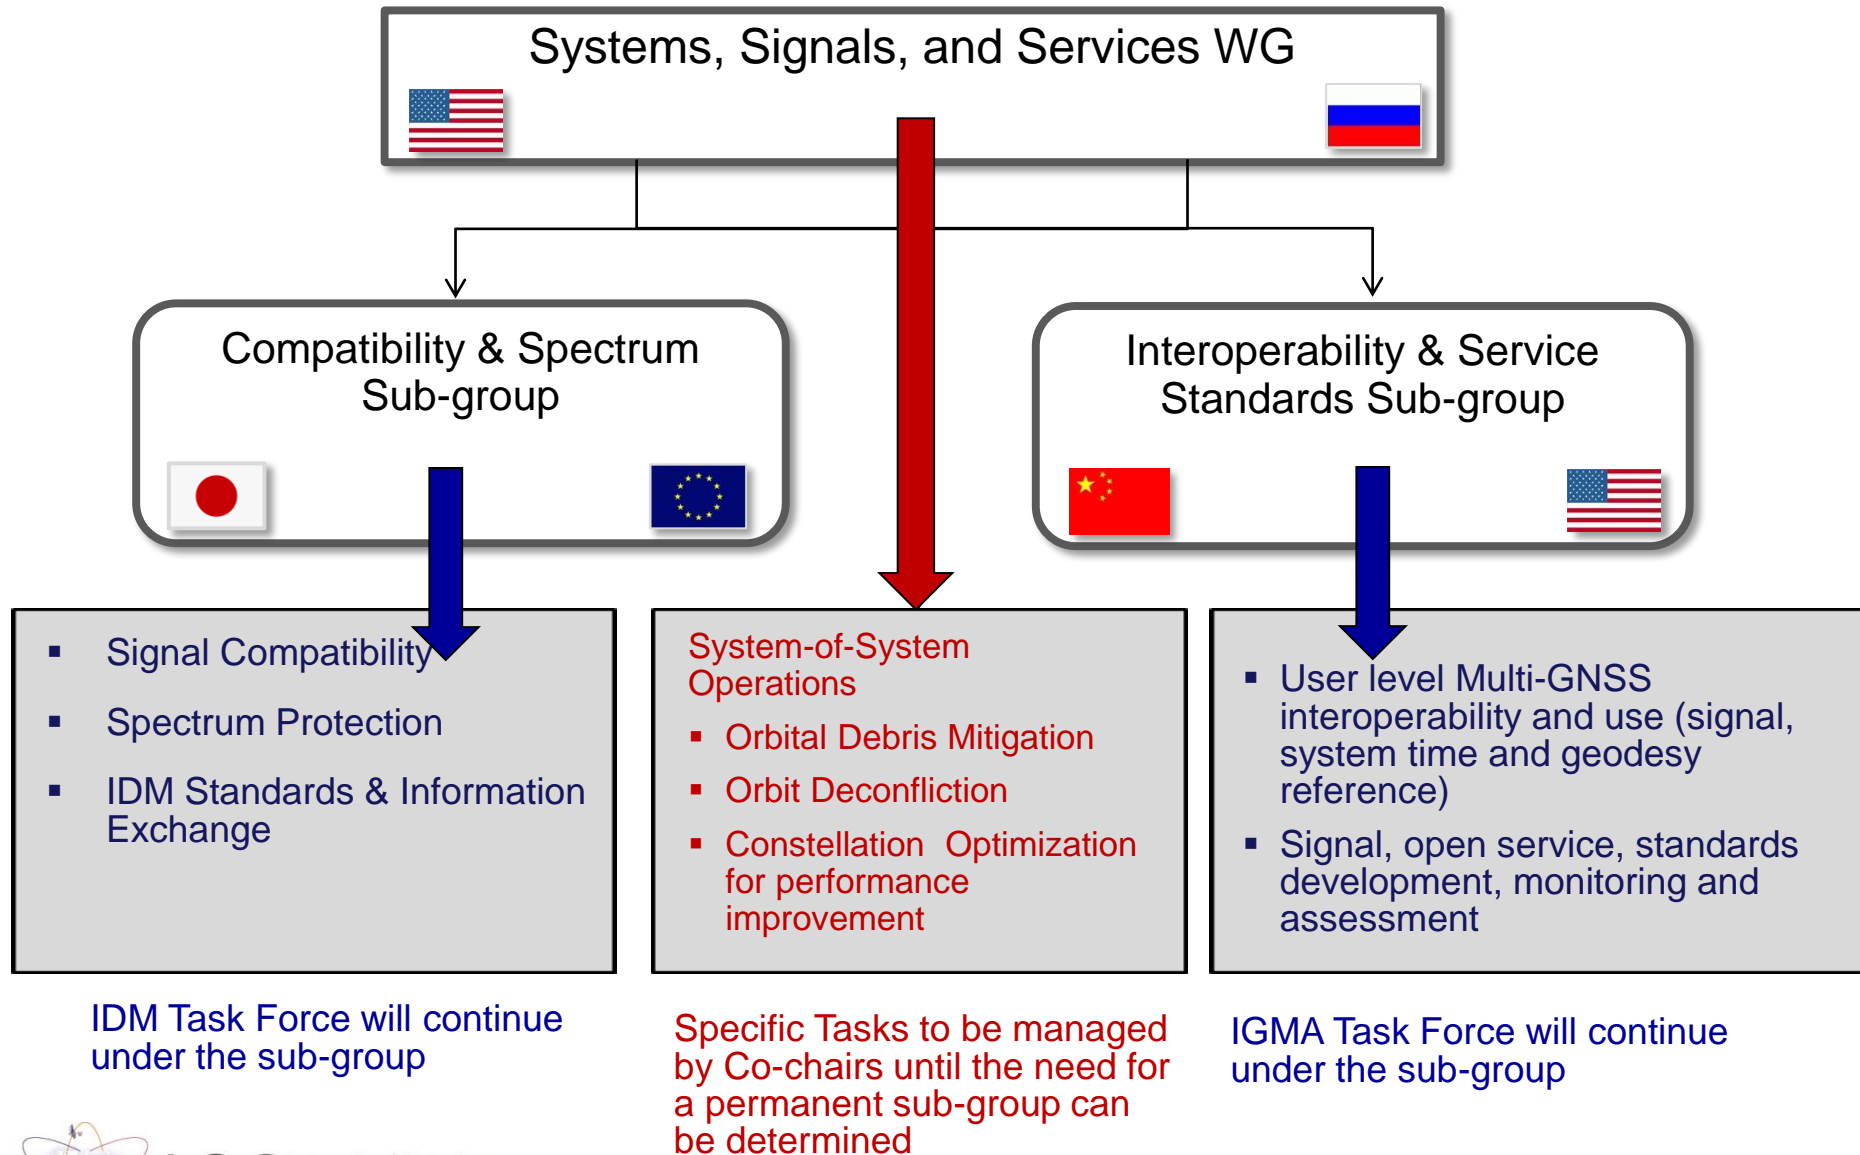 Systems, Signals, and Services WG
Compatibility & Spectrum
Sub-group
Interoperability & Service
Standards Sub-group
▪ Signal Compatibility
▪ Spectrum Protection
▪ IDM Standards & Information
Exchange
System-of-System
Operations
▪ Orbital Debris Mitigation
▪ Orbit Deconfliction
▪ Constellation Optimization
for performance
improvement
▪ User level Multi-GNSS
interoperability and use (signal,
system time and geodesy
reference)
▪ Signal, open service, standards
development, monitoring and
assessment
IDM Task Force will continue
under the sub-group
Specific Tasks to be managed
by Co-chairs until the need for
a permanent sub-group can
be determined
IGMA Task Force will continue
under the sub-group